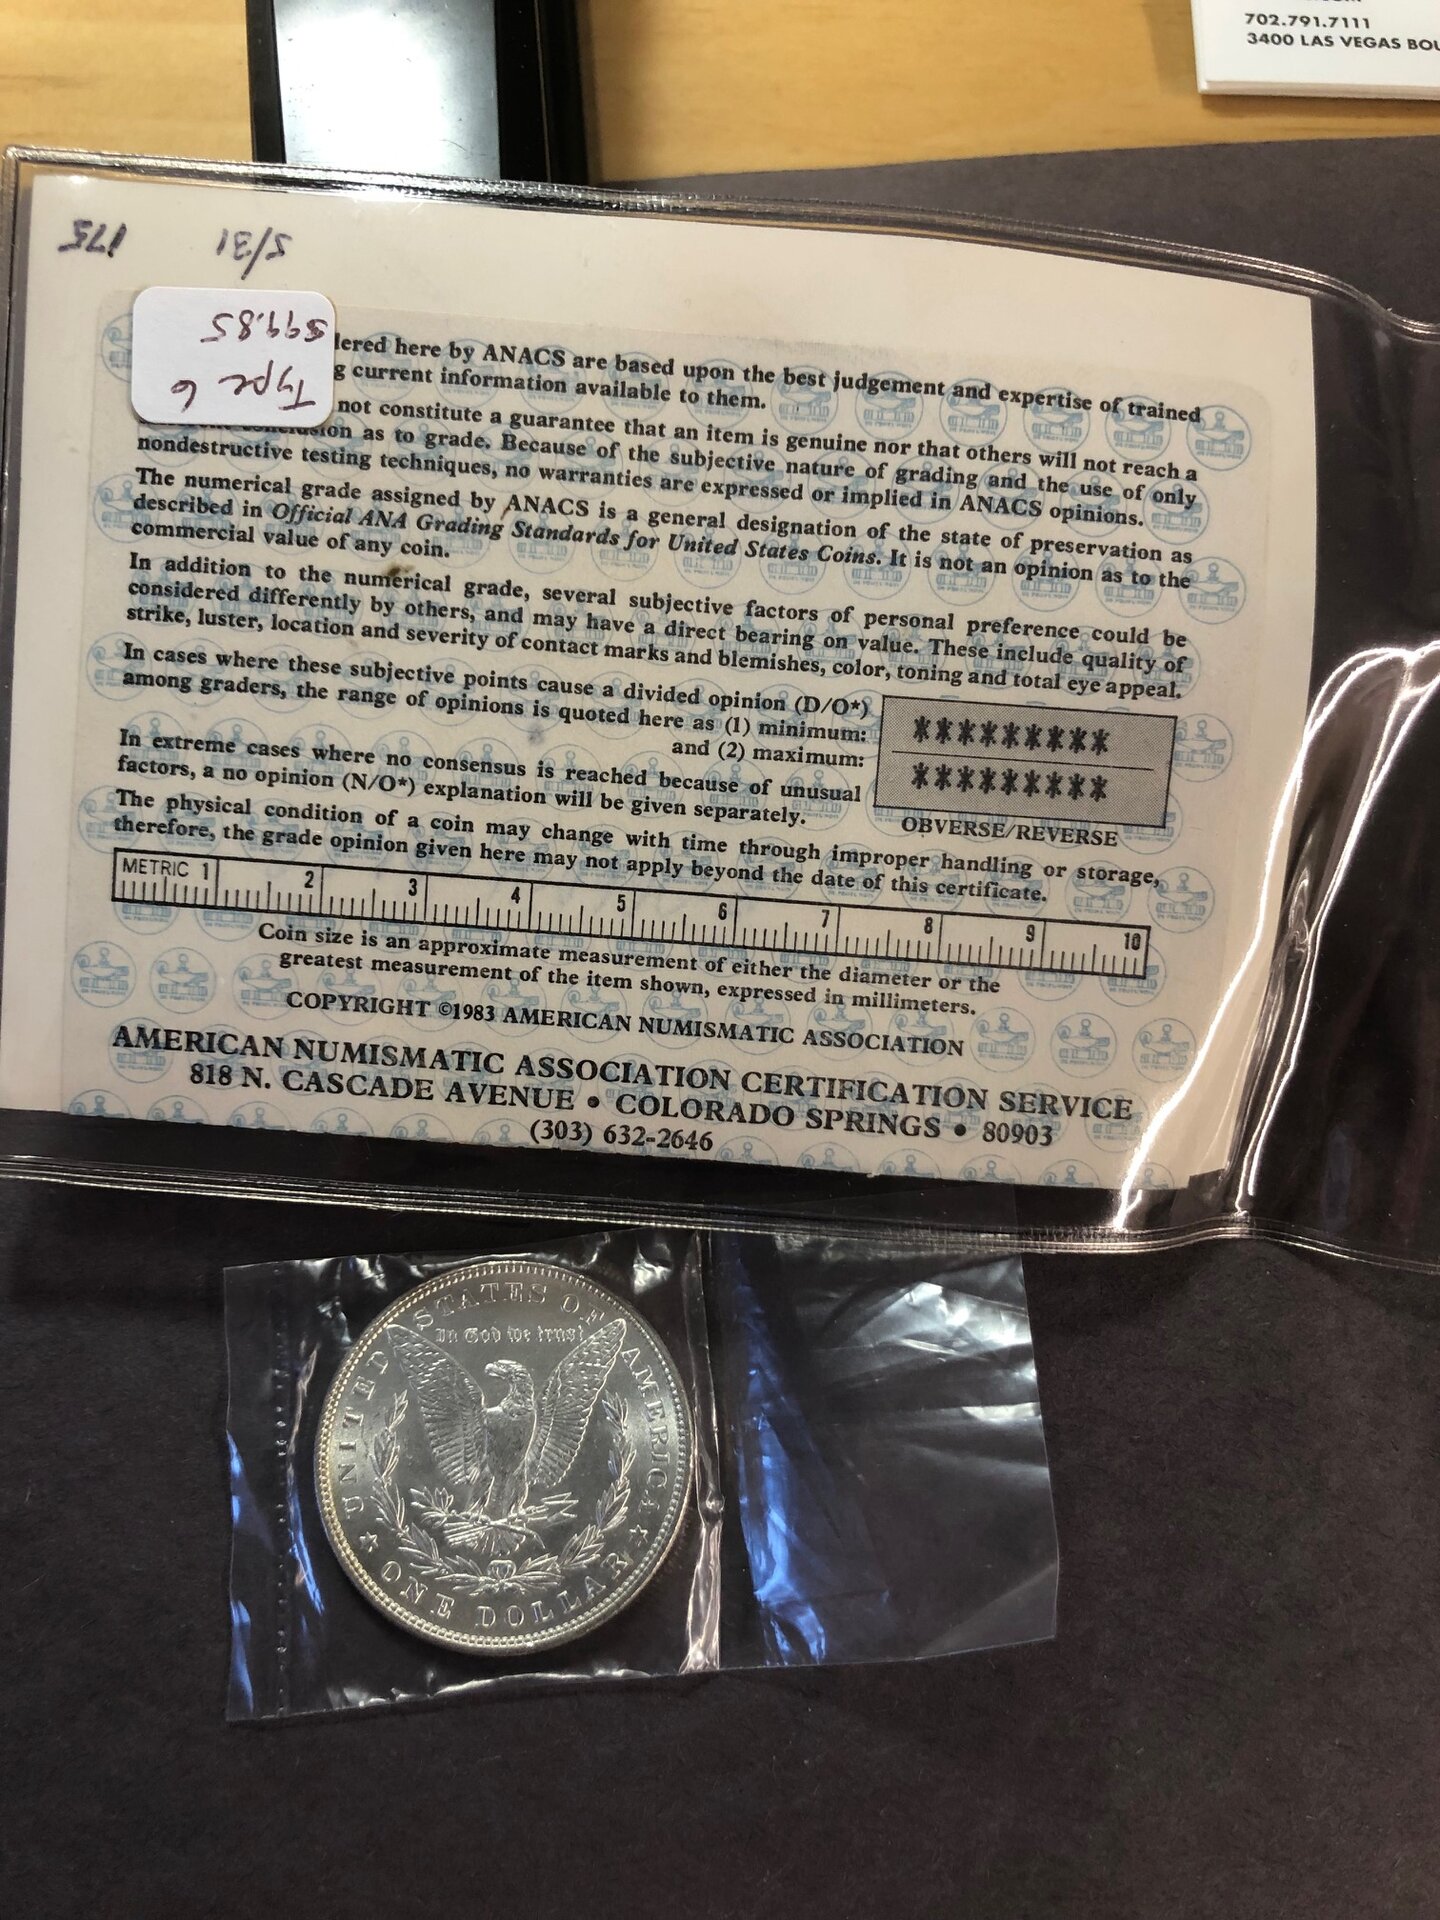 702.791.7111
3400 LAS VEGAS BOU
175
5/31
Type 6
$99.85
dered here by ANACS are based upon the best judgement and expertise of trained
g current information available to them.
not constitute a guarantee that an item is genuine nor that others will not reach a
conclusion as to grade. Because of the subjective nature of grading and the use of only
nondestructive testing techniques, no warranties are expressed or implied in ANACS opinions.
The numerical grade assigned by ANACS is a general designation of the state of preservation as
described in Official ANA Grading Standards for United States Coins. It is not an opinion as to the
commercial value of any coin.
In addition to the numerical grade, several subjective factors of personal preference could be
considered differently by others, and may have a direct bearing on value. These include quality of
strike, luster, location and severity of contact marks and blemishes, color, toning and total eye appeal.
In cases where these subjective points cause a divided opinion (D/O*)
among graders, the range of opinions is quoted here as (1) minimum:
and (2) maximum:
*********
*********
OBVERSE/REVERSE
In extreme cases where no consensus is reached because of unusual
factors, a no opinion (N/O*) explanation will be given separately.
The physical condition of a coin may change with time through improper handling or storage,
therefore, the grade opinion given here may not apply beyond the date of this certificate.
METRIC 1 2 3 4 5 6 7 8 9 10
Coin size is an approximate measurement of either the diameter or the
greatest measurement of the item shown, expressed in millimeters.
COPYRIGHT ©1983 AMERICAN NUMISMATIC ASSOCIATION
AMERICAN NUMISMATIC ASSOCIATION CERTIFICATION SERVICE
818 N. CASCADE AVENUE • COLORADO SPRINGS • 80903
(303) 632-2646
UNITED STATES OF AMERICA
In God we trust
ONE DOLLAR